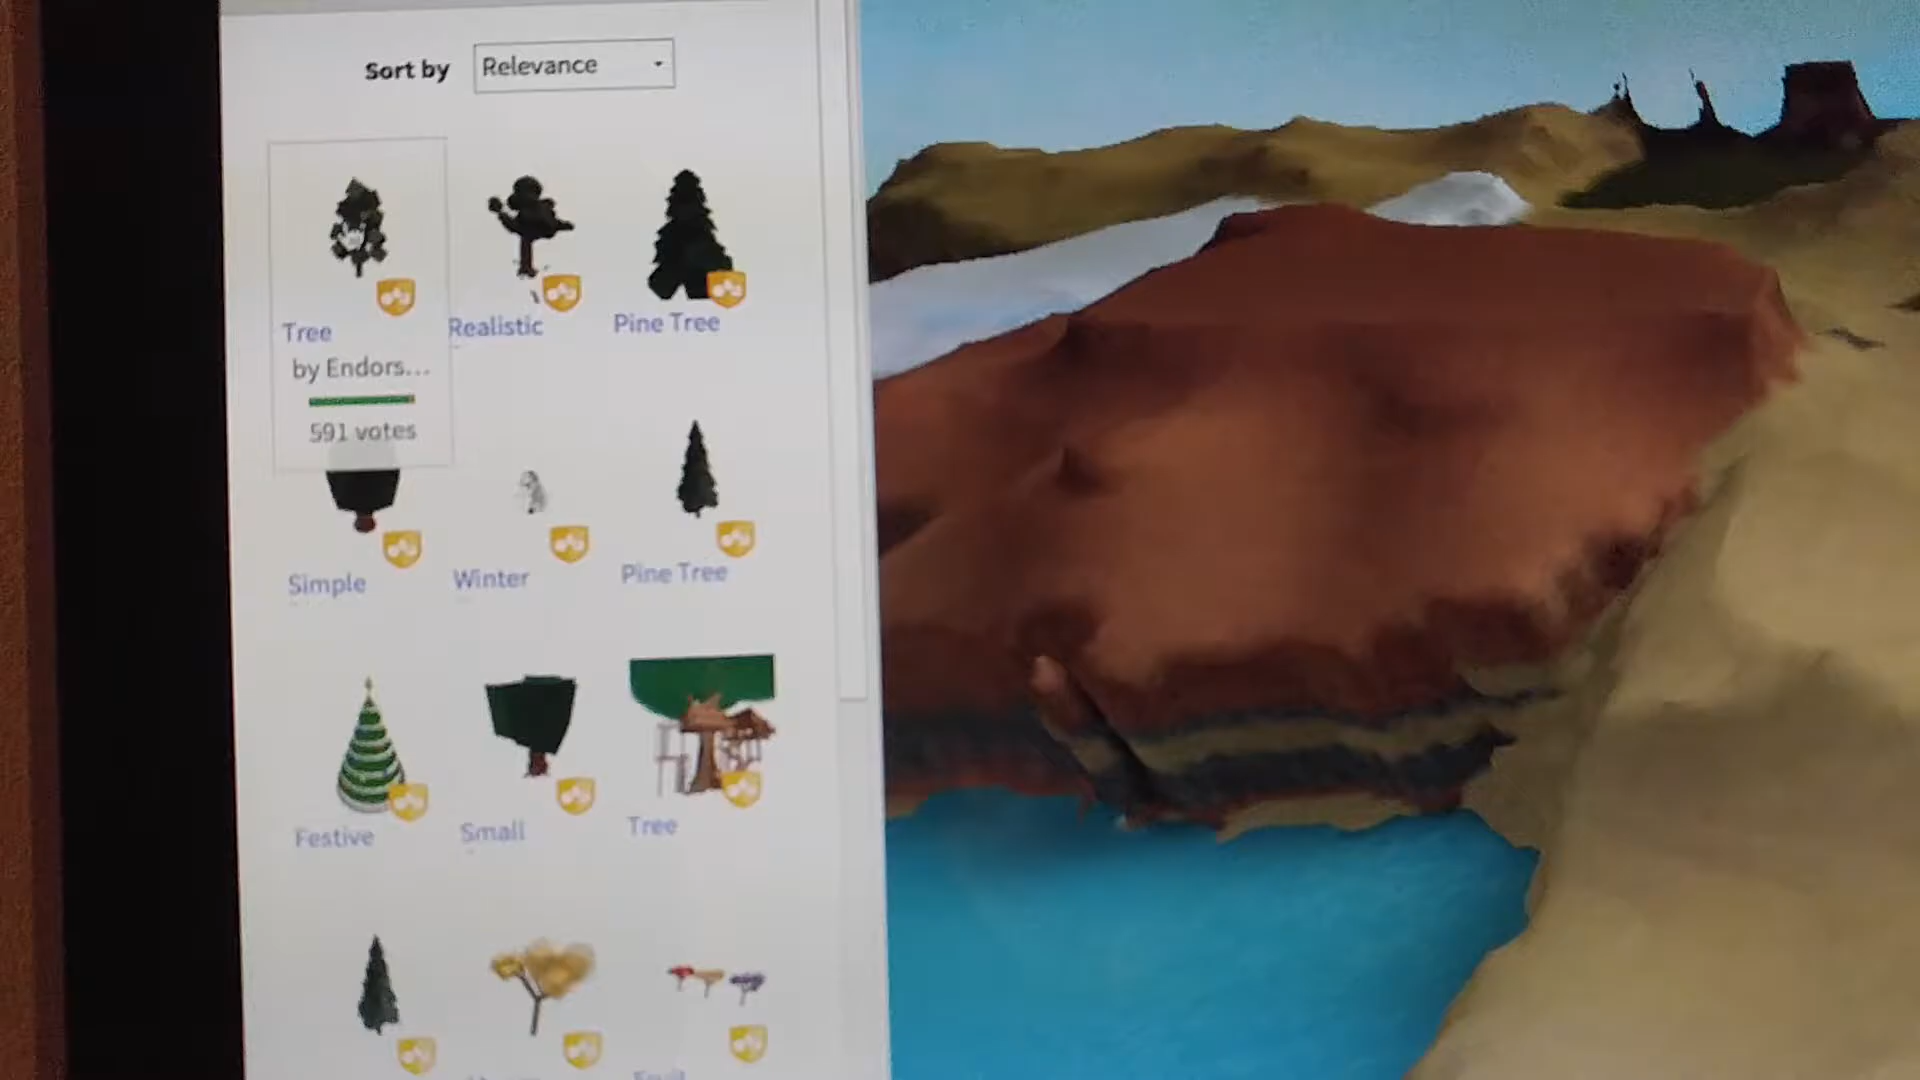 Sort by Relevance
Tree
Realistic
Pine Tree
by Endors...
591 votes
Simple
Winter
Pine Tree
Festive
Small
Tree